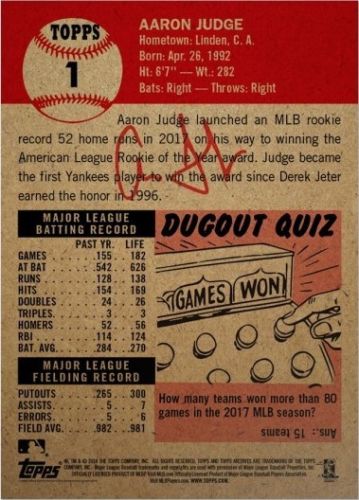 TOPPS
1
AARON JUDGE
Hometown: Linden, C. A.
Born: Apr. 26, 1992
Ht: 6'7" — Wt.: 282
Bats: Right — Throws: Right
Aaron Judge launched an MLB rookie
record 52 home runs in 2017 on his way to winning the
American League Rookie of the Year award. Judge became
the first Yankees player to win the award since Derek Jeter
earned the honor in 1996.
MAJOR LEAGUE
BATTING RECORD
PAST YR. LIFE
GAMES 155 182
AT BAT 542 626
RUNS 128 138
HITS 154 169
DOUBLES 24 26
TRIPLES 3 3
HOMERS 52 56
RBI 114 124
BAT. AVG. .284 .270
MAJOR LEAGUE
FIELDING RECORD
PUTOUTS 265 300
ASSISTS 5 7
ERRORS 5 6
FIELD AVG. .982 .981
DUGOUT QUIZ
GAMES WON
How many teams won more than 80
games in the 2017 MLB season?
Ans.: 15 teams
Topps